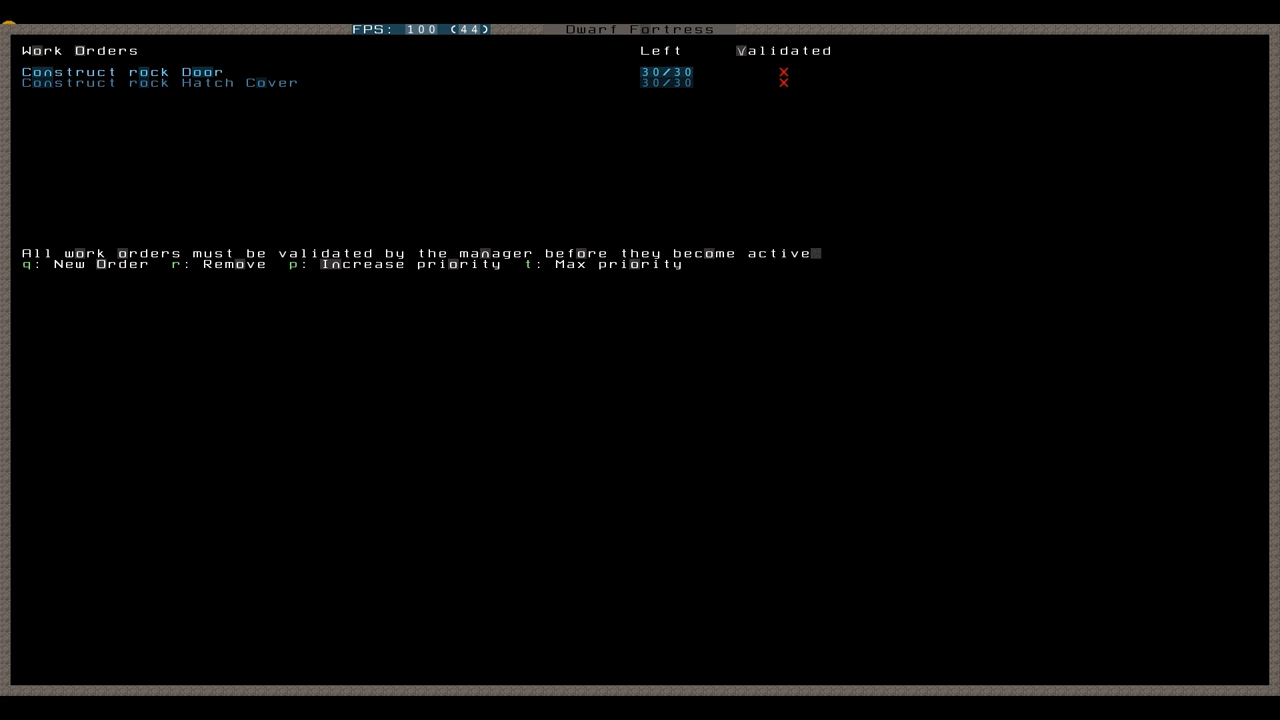 FPS: 100 (44) Dwarf Fortress
Work Orders Left Validated
Construct rock Door 30/30 X
Construct rock Hatch Cover 30/30 X
All work orders must be validated by the manager before they become active.
q: New Order r: Remove p: Increase priority t: Max priority